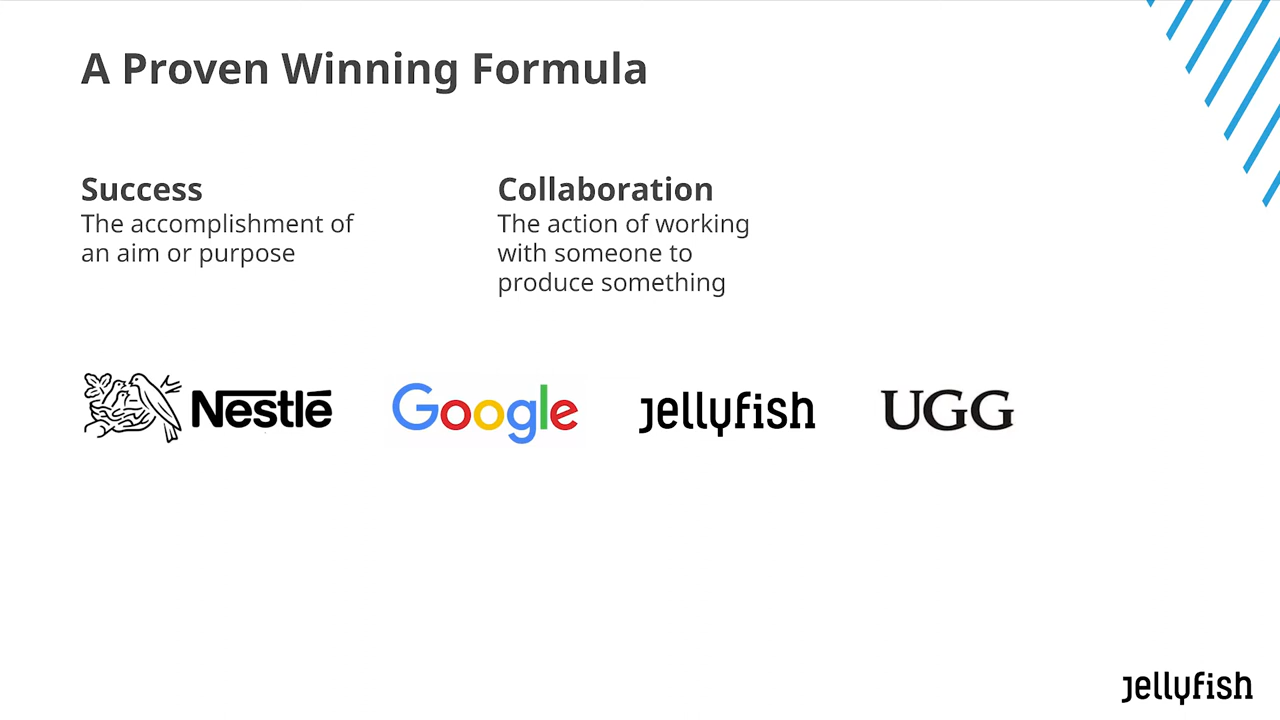 A Proven Winning Formula
Success
The accomplishment of
an aim or purpose
Collaboration
The action of working
with someone to
produce something
Nestlé
Google
jellyfish
UGG
jellyfish